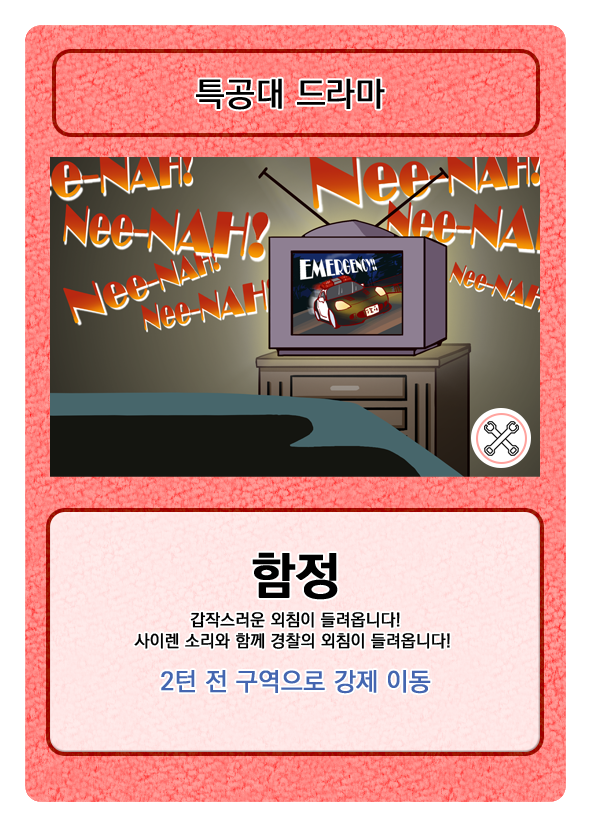 특공대 드라마
ee-NAH!
Nee-NAH!
Nee-NAH!
Nee-NAH!
Nee-NAH!
Nee-NAH!
Nee-NA
Nee-NAH
EMERGENCY!!
함정
갑작스러운 외침이 들려옵니다!
사이렌 소리와 함께 경찰의 외침이 들려옵니다!
2턴 전 구역으로 강제 이동